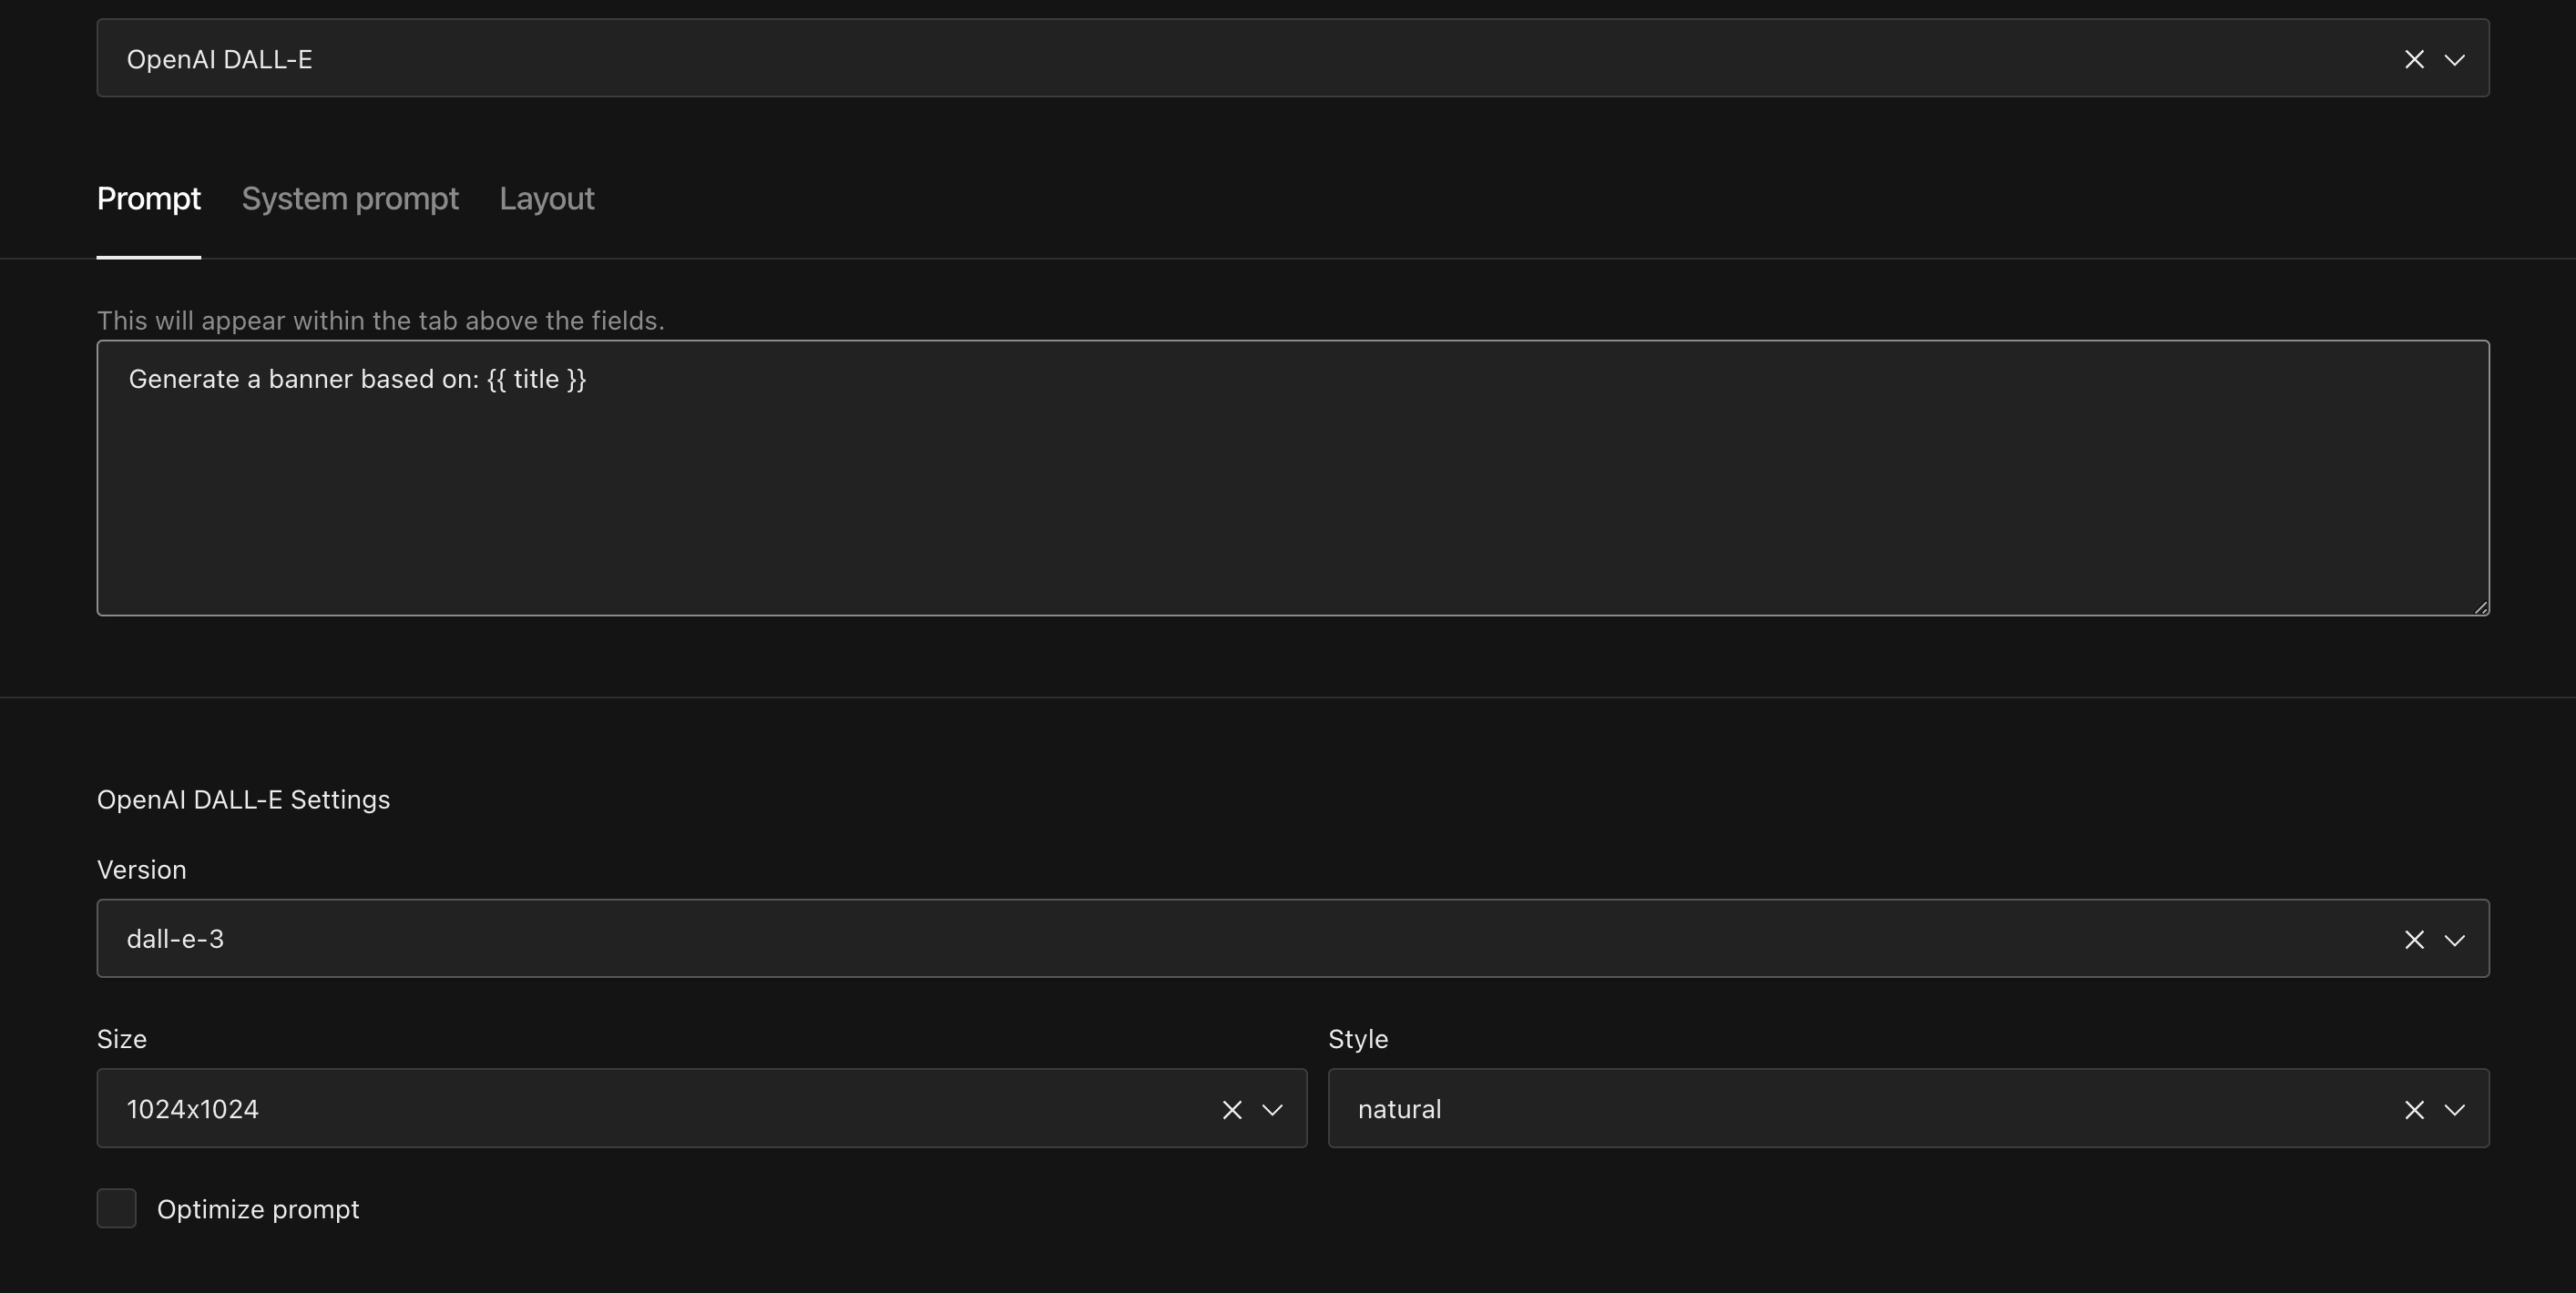 OpenAI DALL-E
Prompt System prompt Layout
This will appear within the tab above the fields.
Generate a banner based on: {{ title }}
OpenAI DALL-E Settings
Version
dall-e-3
Size Style
1024x1024 natural
Optimize prompt